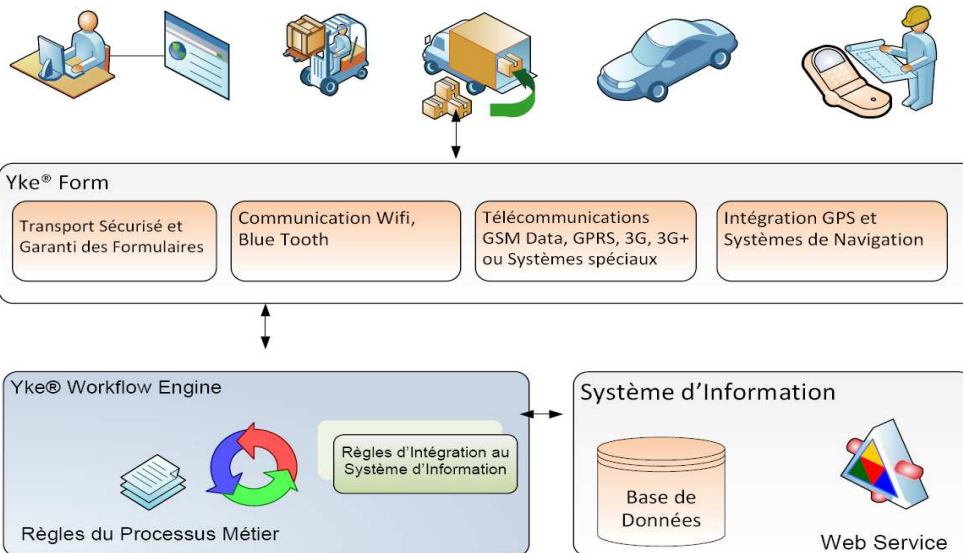 Yke® Form
Transport Sécurisé et
Garanti des Formulaires
Communication Wifi,
Blue Tooth
Télécommunications
GSM Data, GPRS, 3G, 3G+
ou Systèmes spéciaux
Intégration GPS et
Systèmes de Navigation
Yke® Workflow Engine
Règles d'Intégration au
Système d'Information
Règles du Processus Métier
Système d'Information
Base de
Données
Web Service